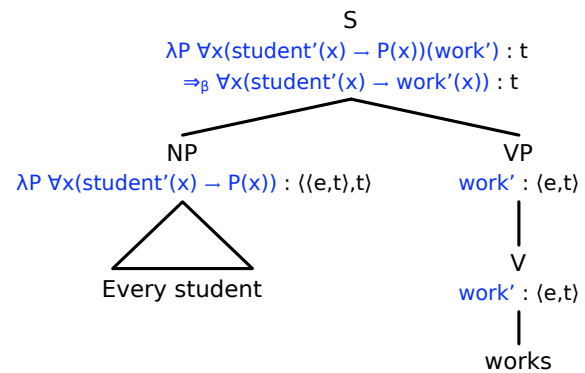 S
λP ∀x(student’(x) → P(x))(work’) : t
⇒β ∀x(student’(x) → work’(x)) : t
NP
VP
λP ∀x(student’(x) → P(x)) : ⟨⟨e,t⟩,t⟩
work’ : ⟨e,t⟩
V
Every student
work’ : ⟨e,t⟩
works